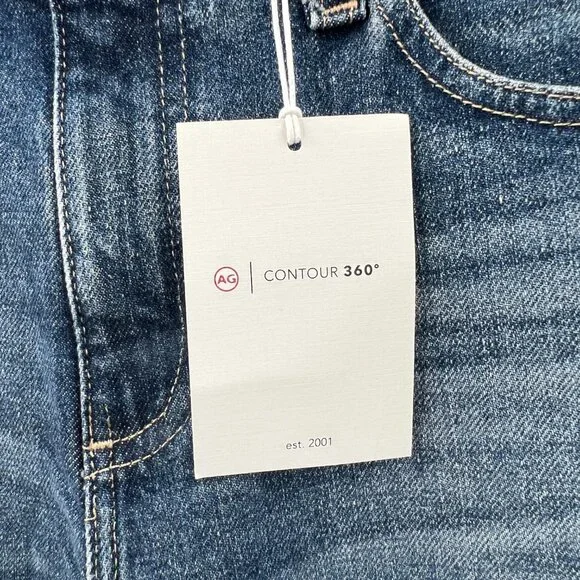 AG | CONTOUR 360°
est. 2001